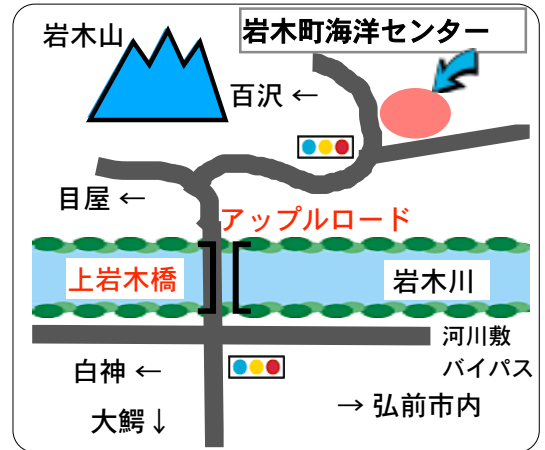 岩木町海洋センター
岩木山
百沢 ←
目屋 ←
アップルロード
上岩木橋
岩木川
河川敷
バイパス
白神 ←
→ 弘前市内
大鰐↓